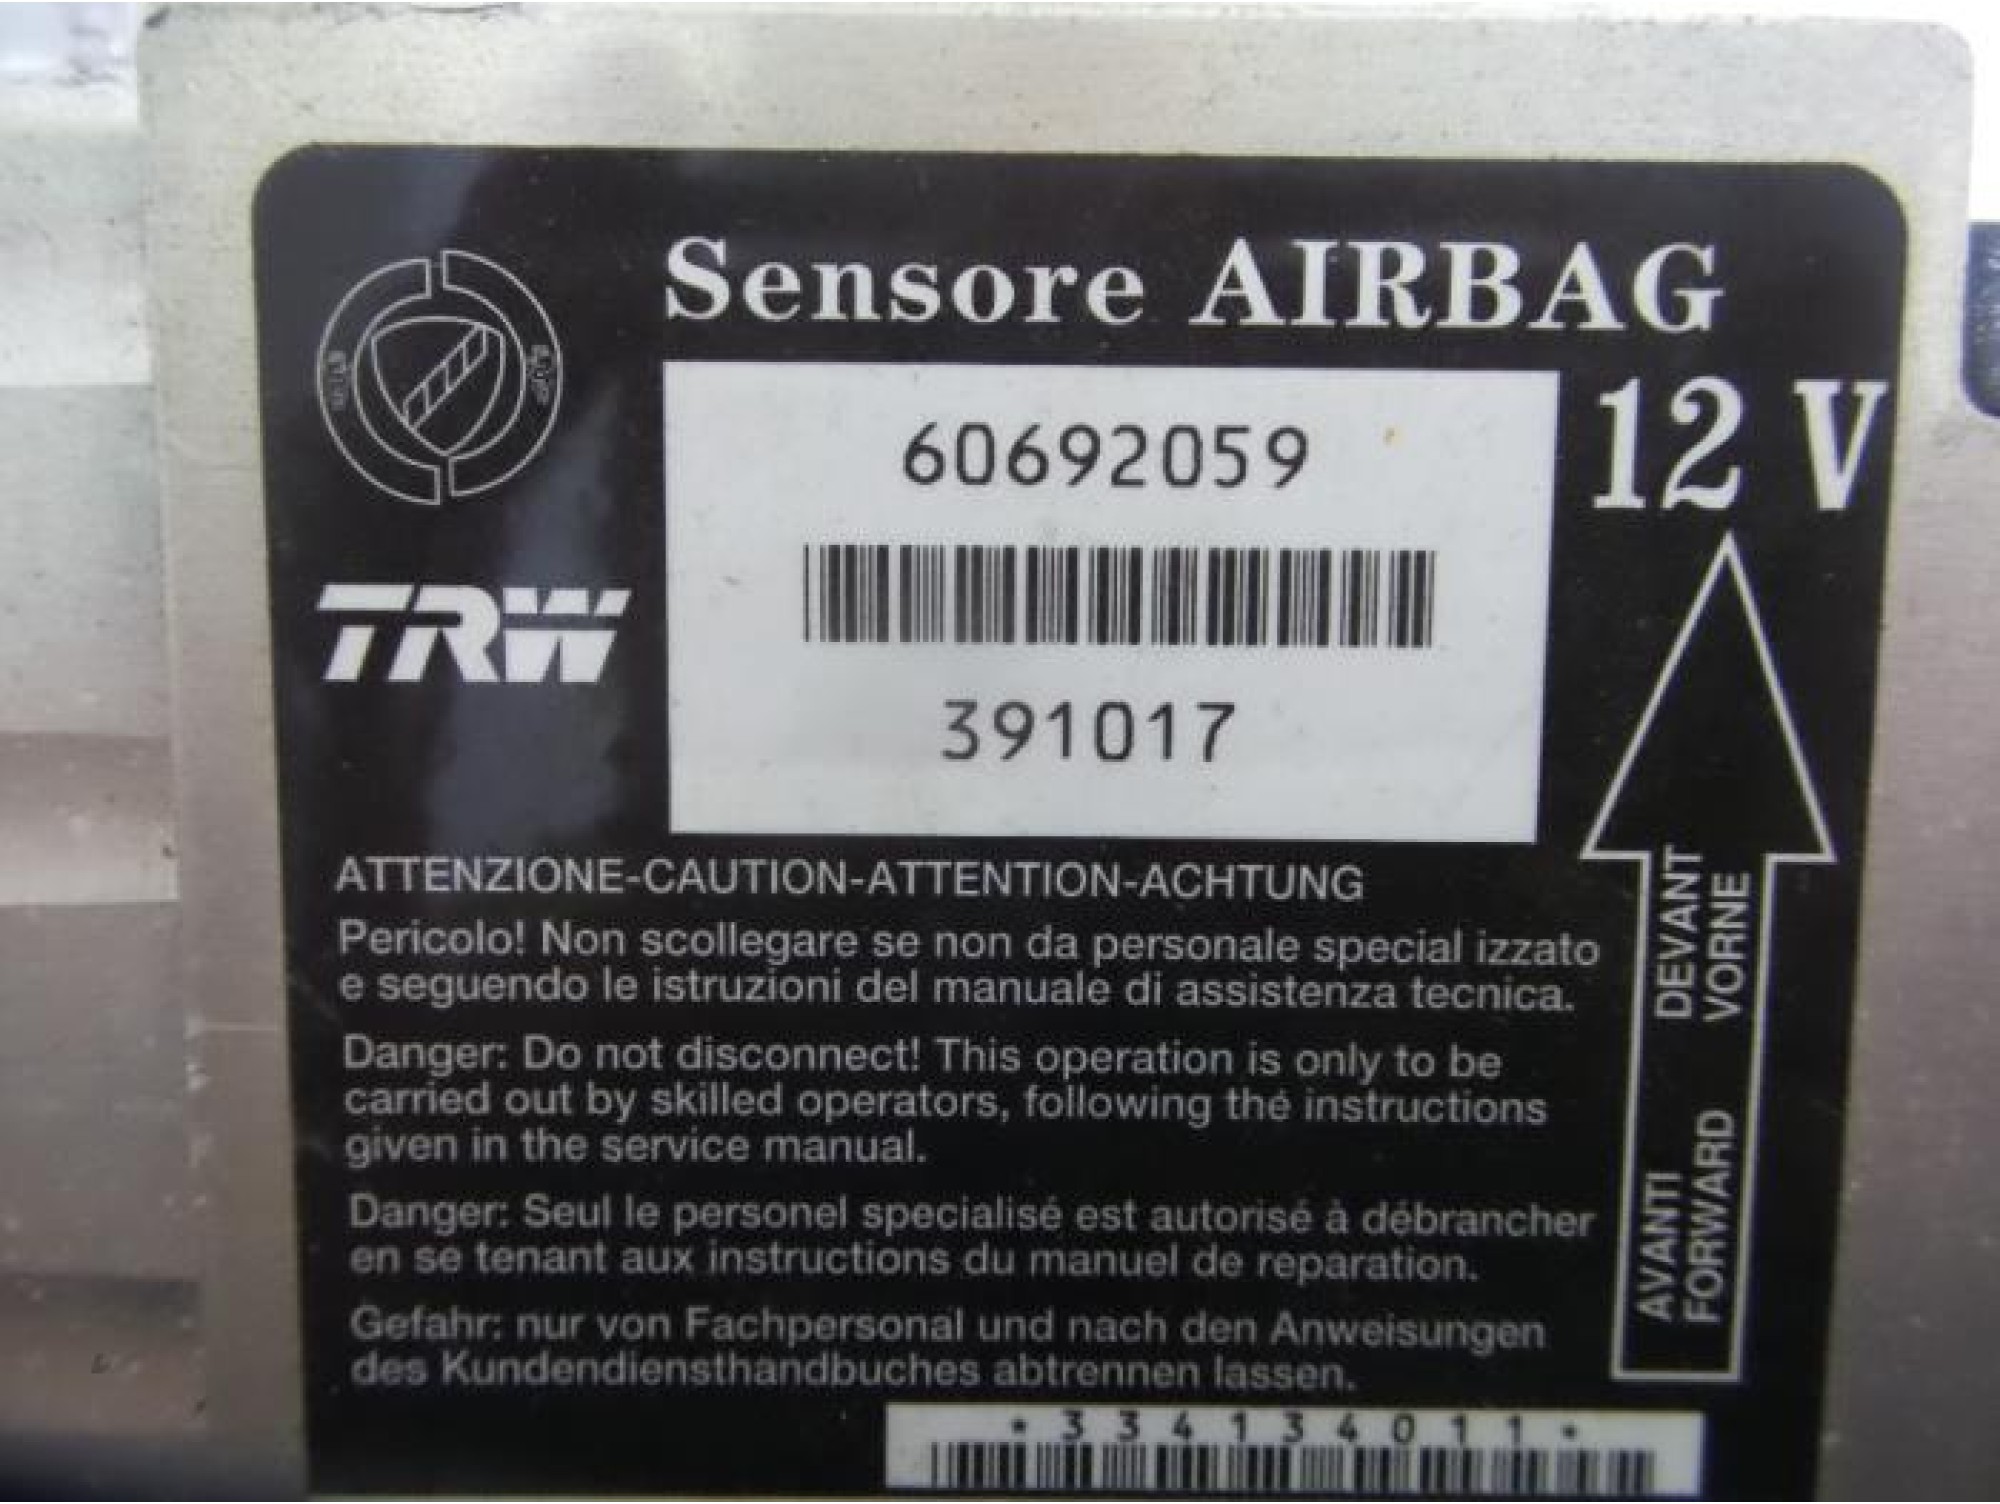 Sensore AIRBAG
12 V
60692059
TRW
391017
ATTENZIONE-CAUTION-ATTENTION-ACHTUNG
Pericolo! Non scollegare se non da personale special izzato
e seguendo le istruzioni del manuale di assistenza tecnica.
Danger: Do not disconnect! This operation is only to be
carried out by skilled operators, following thé instructions
given in the service manual.
Danger: Seul le personel specialisé est autorisé à débrancher
en se tenant aux instructions du manuel de reparation.
Gefahr: nur von Fachpersonal und nach den Anweisungen
des Kundendiensthandbuches abtrennen lassen.
DEVANT
VORNE
AVANTI
FORWARD
*334134011*